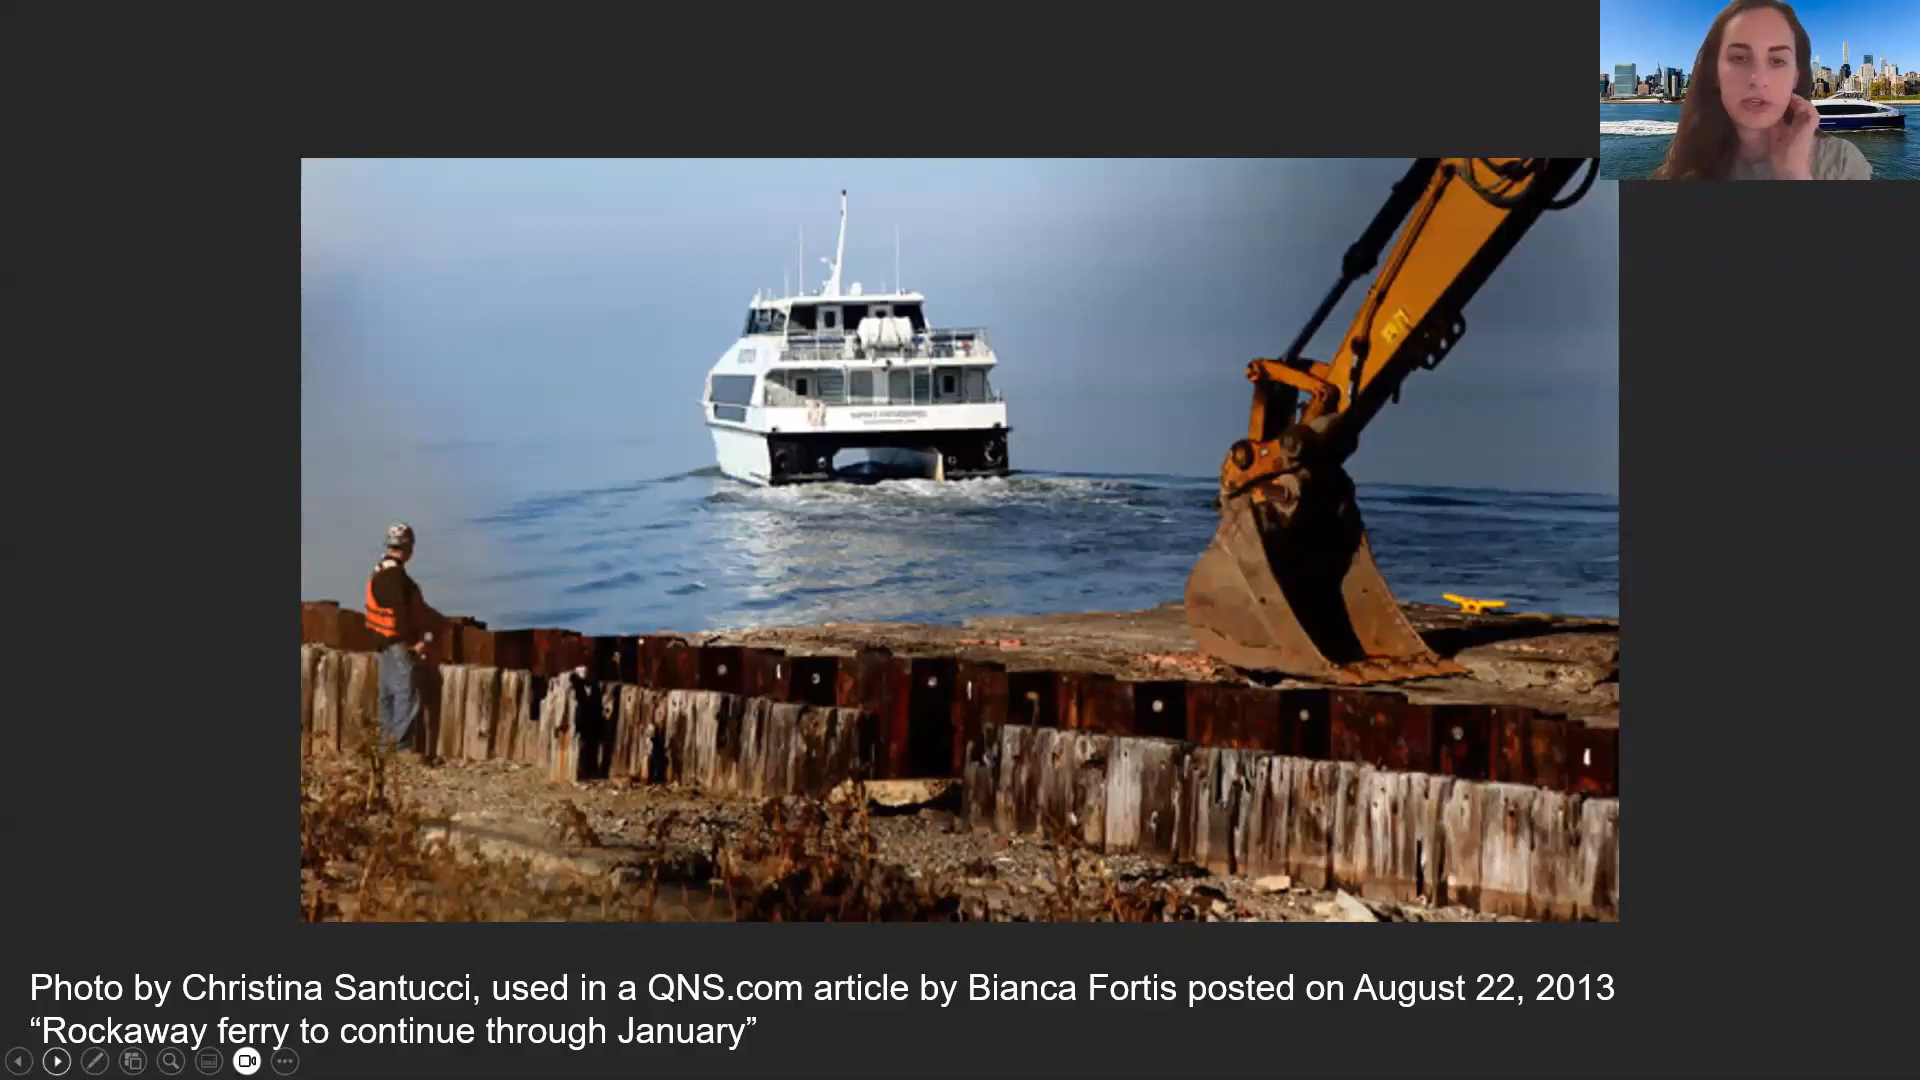 Photo by Christina Santucci, used in a QNS.com article by Bianca Fortis posted on August 22, 2013
“Rockaway ferry to continue through January”